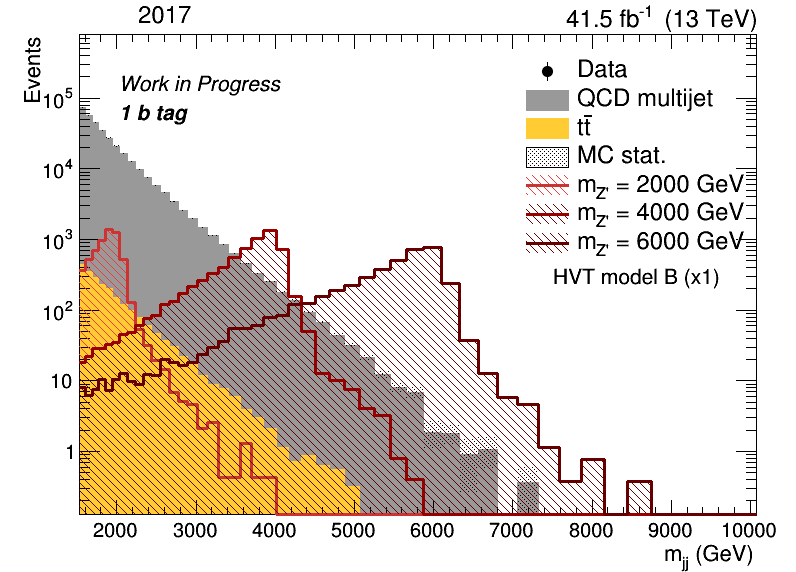 2017
41.5 fb⁻¹ (13 TeV)
Events
Work in Progress
1 b tag
Data
QCD multijet
tt̄
MC stat.
m_Z' = 2000 GeV
m_Z' = 4000 GeV
m_Z' = 6000 GeV
HVT model B (x1)
10⁵
10⁴
10³
10²
10
1
2000 3000 4000 5000 6000 7000 8000 9000 10000
m_jj (GeV)